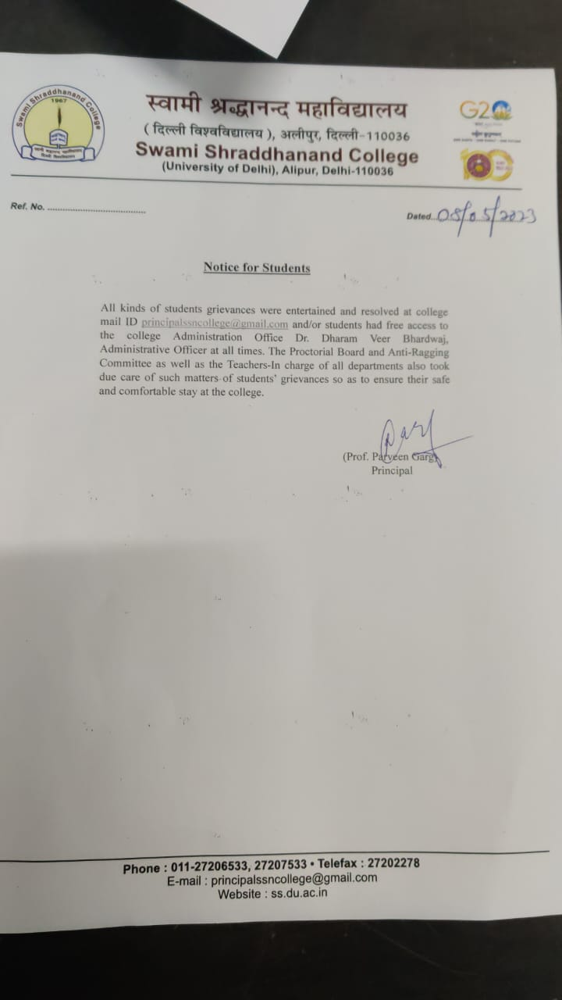 Swami Shraddhanand College
1967
स्वामी श्रद्धानन्द महाविद्यालय
( दिल्ली विश्वविद्यालय ), अलीपुर, दिल्ली-110036
Swami Shraddhanand College
(University of Delhi), Alipur, Delhi-110036
G20
Ref. No. ......................................
Dated...08/05/2023
Notice for Students
All kinds of students grievances were entertained and resolved at college
mail ID principalssncollege@gmail.com and/or students had free access to
the college Administration Office Dr. Dharam Veer Bhardwaj,
Administrative Officer at all times. The Proctorial Board and Anti-Ragging
Committee as well as the Teachers-In charge of all departments also took
due care of such matters of students' grievances so as to ensure their safe
and comfortable stay at the college.
(Prof. Parveen Garg)
Principal
Phone : 011-27206533, 27207533 • Telefax : 27202278
E-mail : principalssncollege@gmail.com
Website : ss.du.ac.in